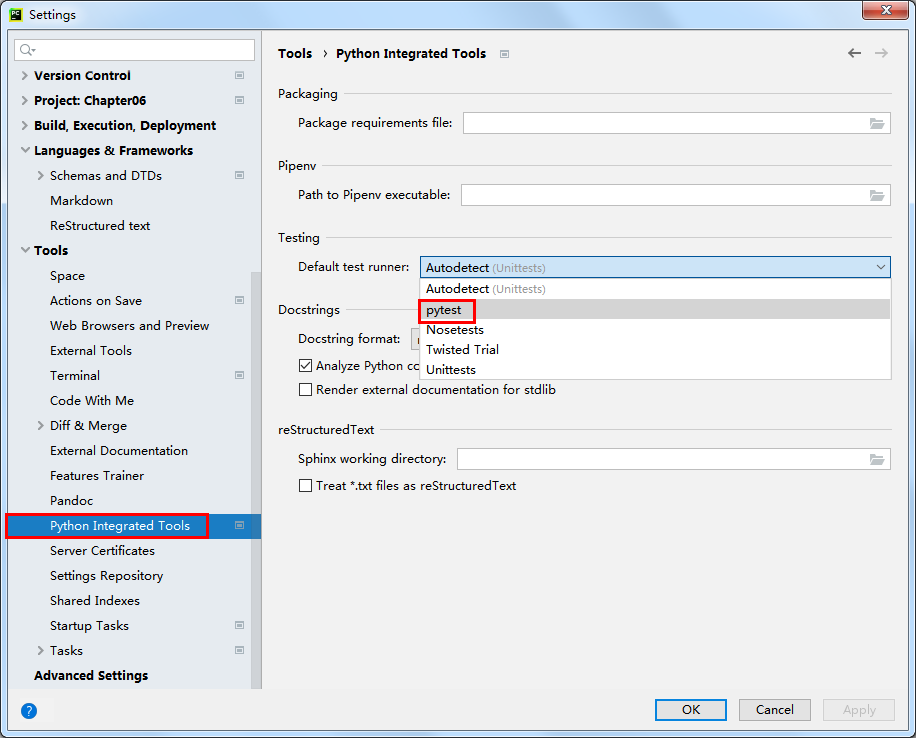 Settings
Version Control
Project: Chapter06
Build, Execution, Deployment
Languages & Frameworks
Schemas and DTDs
Markdown
ReStructured text
Tools
Space
Actions on Save
Web Browsers and Preview
External Tools
Terminal
Code With Me
Diff & Merge
External Documentation
Features Trainer
Pandoc
Python Integrated Tools
Server Certificates
Settings Repository
Shared Indexes
Startup Tasks
Tasks
Advanced Settings
Tools › Python Integrated Tools
Packaging
Package requirements file:
Pipenv
Path to Pipenv executable:
Testing
Default test runner: Autodetect (Unittests)
Autodetect (Unittests)
pytest
Nosetests
Twisted Trial
Unittests
Docstrings
Docstring format:
Analyze Python
Render external documentation for stdlib
reStructuredText
Sphinx working directory:
Treat *.txt files as reStructuredText
? OK Cancel Apply